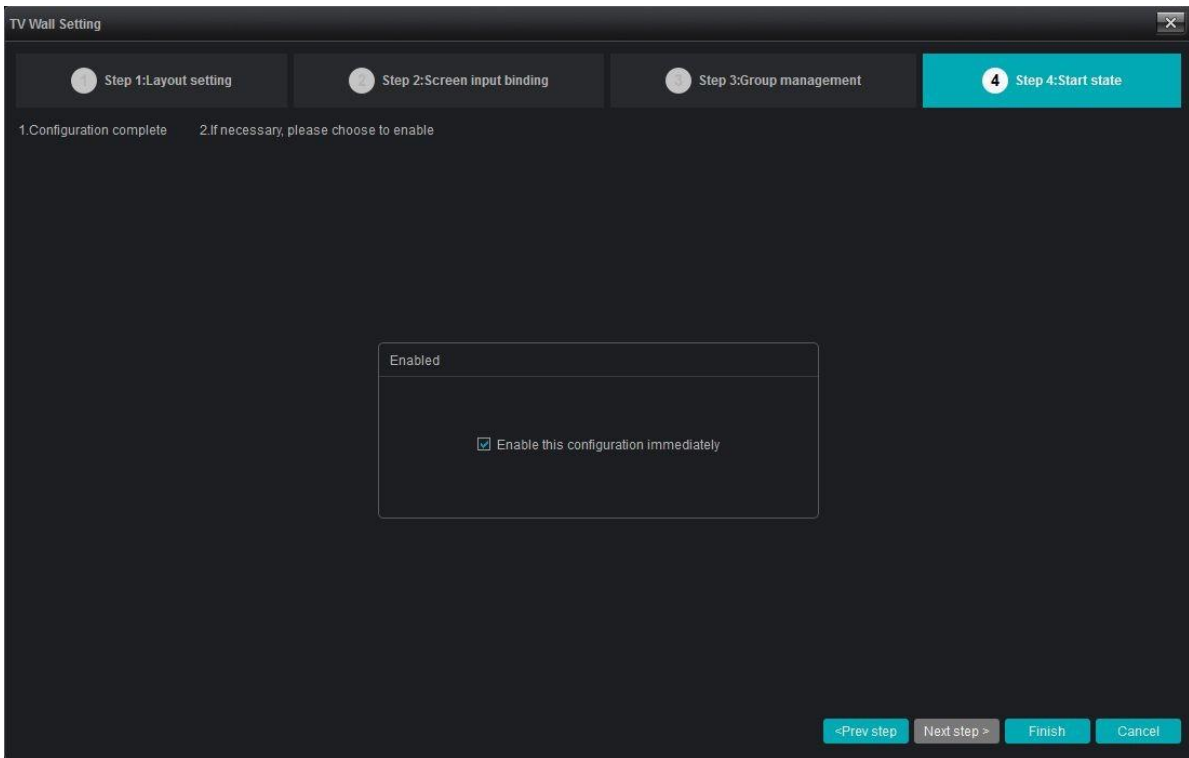 TV Wall Setting
1 Step 1:Layout setting 2 Step 2:Screen input binding 3 Step 3:Group management 4 Step 4:Start state
1.Configuration complete 2.If necessary, please choose to enable
Enabled
Enable this configuration immediately
<Prev step Next step > Finish Cancel